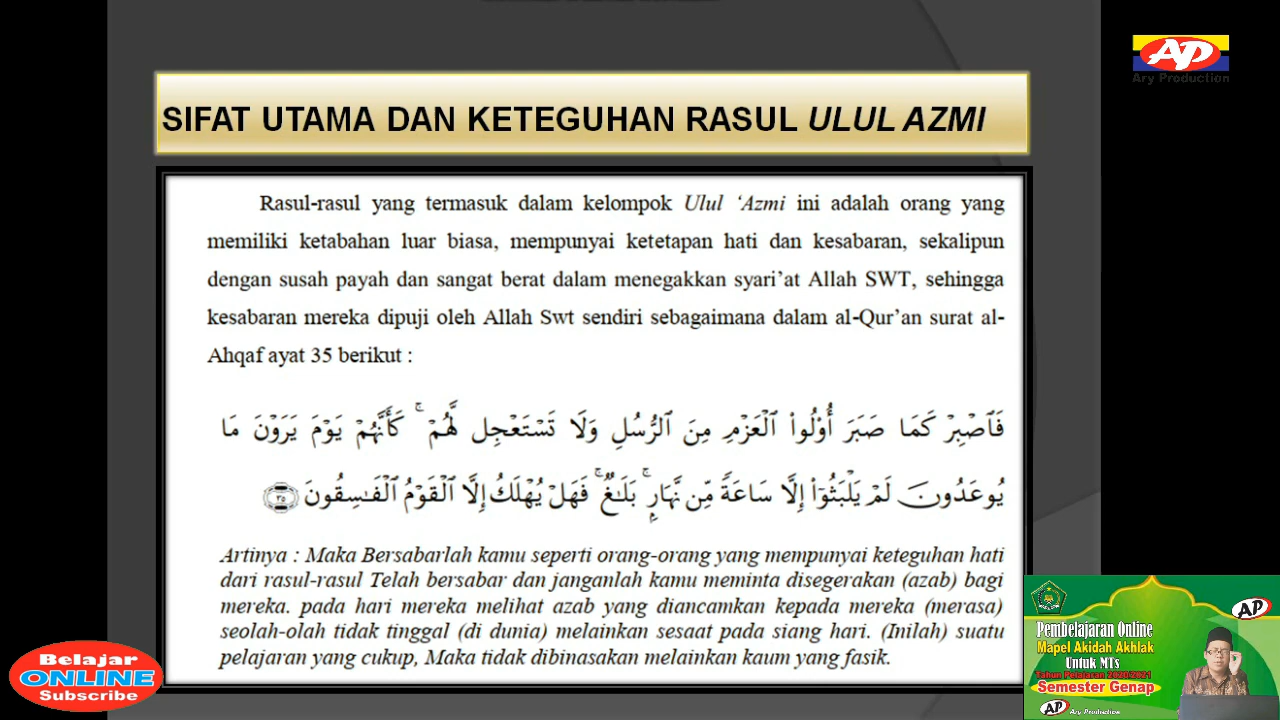 AP
Ary Production
SIFAT UTAMA DAN KETEGUHAN RASUL ULUL AZMI
Rasul-rasul yang termasuk dalam kelompok Ulul ‘Azmi ini adalah orang yang
memiliki ketabahan luar biasa, mempunyai ketetapan hati dan kesabaran, sekalipun
dengan susah payah dan sangat berat dalam menegakkan syari’at Allah SWT, sehingga
kesabaran mereka dipuji oleh Allah Swt sendiri sebagaimana dalam al-Qur’an surat al-
Ahqaf ayat 35 berikut :
فَٱصۡبِرۡ كَمَا صَبَرَ أُوْلُواْ ٱلۡعَزۡمِ مِنَ ٱلرُّسُلِ وَلَا تَسۡتَعۡجِل لَّهُمۡۚ كَأَنَّهُمۡ يَوۡمَ يَرَوۡنَ مَا
يُوعَدُونَ لَمۡ يَلۡبَثُوٓاْ إِلَّا سَاعَةٗ مِّن نَّهَارِۭۚ بَلَٰغٞۚ فَهَلۡ يُهۡلَكُ إِلَّا ٱلۡقَوۡمُ ٱلۡفَٰسِقُونَ ٣٥
Artinya : Maka Bersabarlah kamu seperti orang-orang yang mempunyai keteguhan hati
dari rasul-rasul Telah bersabar dan janganlah kamu meminta disegerakan (azab) bagi
mereka. pada hari mereka melihat azab yang diancamkan kepada mereka (merasa)
seolah-olah tidak tinggal (di dunia) melainkan sesaat pada siang hari. (Inilah) suatu
pelajaran yang cukup, Maka tidak dibinasakan melainkan kaum yang fasik.
Belajar
ONLINE
Subscribe
AP
Pembelajaran Online
Mapel Akidah Akhlak
Untuk MTs
Tahun Pelajaran 2020/2021
Semester Genap
AP
Ary Production